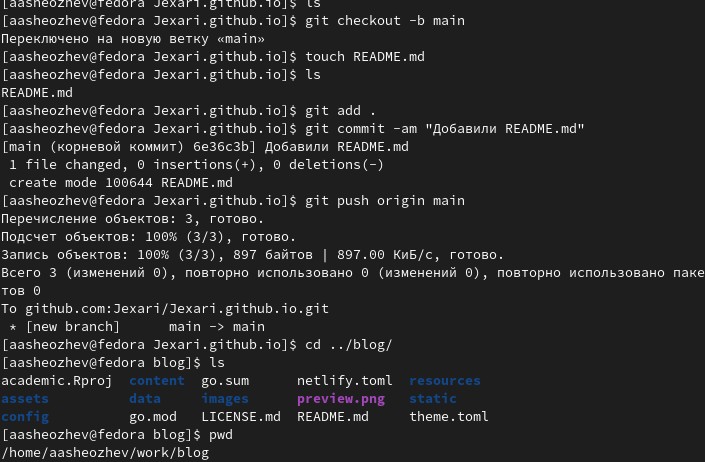 [aasheozhev@fedora Jexari.github.io]$ ls
[aasheozhev@fedora Jexari.github.io]$ git checkout -b main
Переключено на новую ветку «main»
[aasheozhev@fedora Jexari.github.io]$ touch README.md
[aasheozhev@fedora Jexari.github.io]$ ls
README.md
[aasheozhev@fedora Jexari.github.io]$ git add .
[aasheozhev@fedora Jexari.github.io]$ git commit -am "Добавили README.md"
[main (корневой коммит) 6e36c3b] Добавили README.md
 1 file changed, 0 insertions(+), 0 deletions(-)
 create mode 100644 README.md
[aasheozhev@fedora Jexari.github.io]$ git push origin main
Перечисление объектов: 3, готово.
Подсчет объектов: 100% (3/3), готово.
Запись объектов: 100% (3/3), 897 байтов | 897.00 КиБ/с, готово.
Всего 3 (изменений 0), повторно использовано 0 (изменений 0), повторно использовано паке
тов 0
To github.com:Jexari/Jexari.github.io.git
 * [new branch]      main -> main
[aasheozhev@fedora Jexari.github.io]$ cd ../blog/
[aasheozhev@fedora blog]$ ls
academic.Rproj  content  go.sum      netlify.toml  resources
assets          data     images      preview.png   static
config          go.mod   LICENSE.md  README.md     theme.toml
[aasheozhev@fedora blog]$ pwd
/home/aasheozhev/work/blog